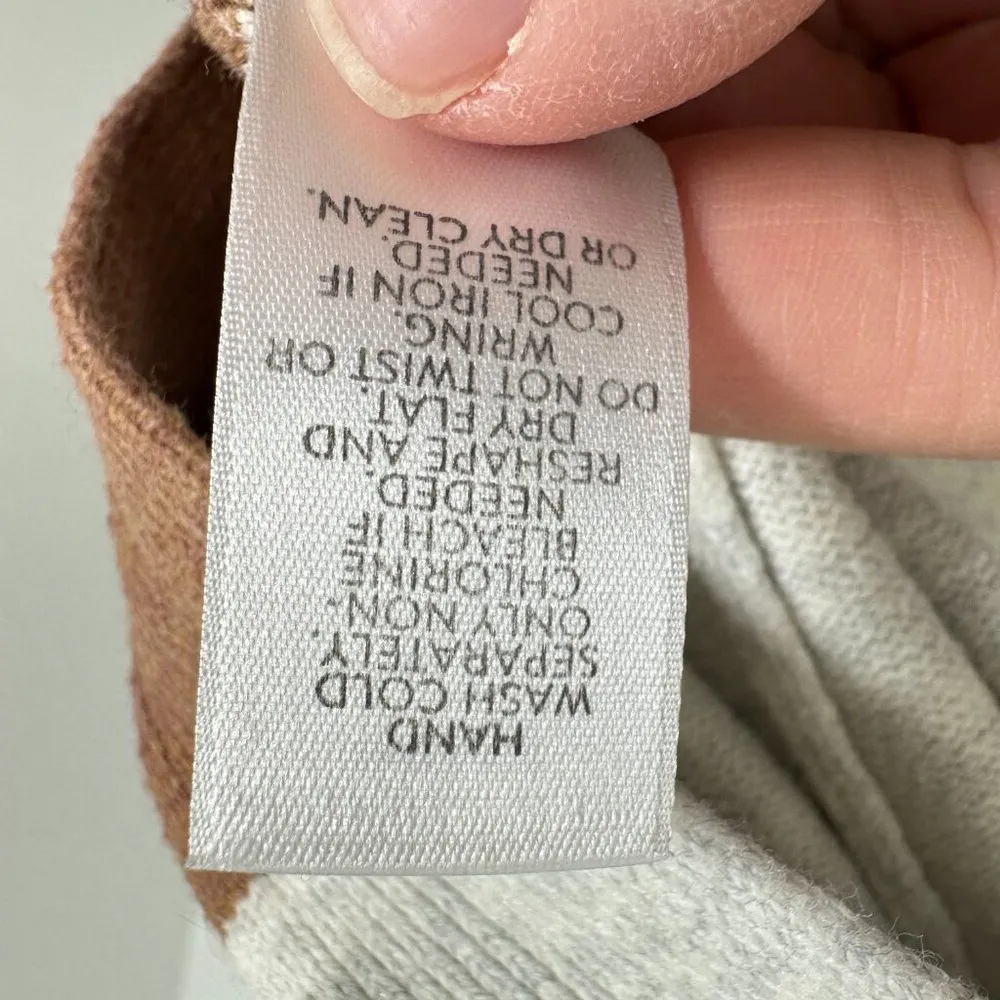 HAND
WASH COLD
SEPARATELY.
ONLY NON-
CHLORINE
BLEACH IF
NEEDED
RESHAPE AND
DRY FLAT.
DO NOT TWIST OR
WRING.
COOL IRON IF
NEEDED.
OR DRY CLEAN.